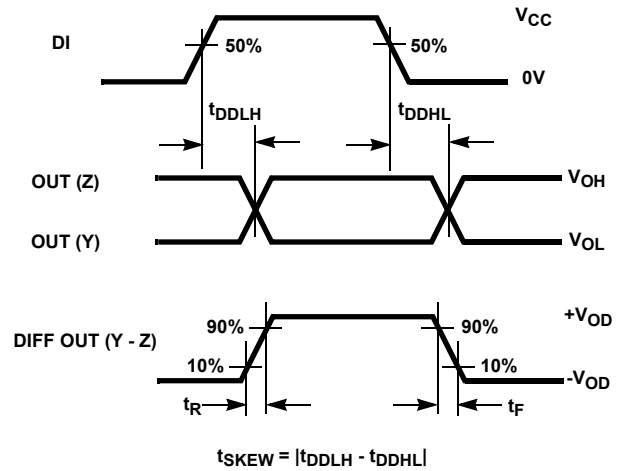 DI
VCC
50%
50%
0V
tDDLH
tDDHL
OUT (Z)
VOH
OUT (Y)
VOL
+VOD
90%
90%
DIFF OUT (Y - Z)
10%
10%
-VOD
tR
tF
tSKEW = |tDDLH - tDDHL|